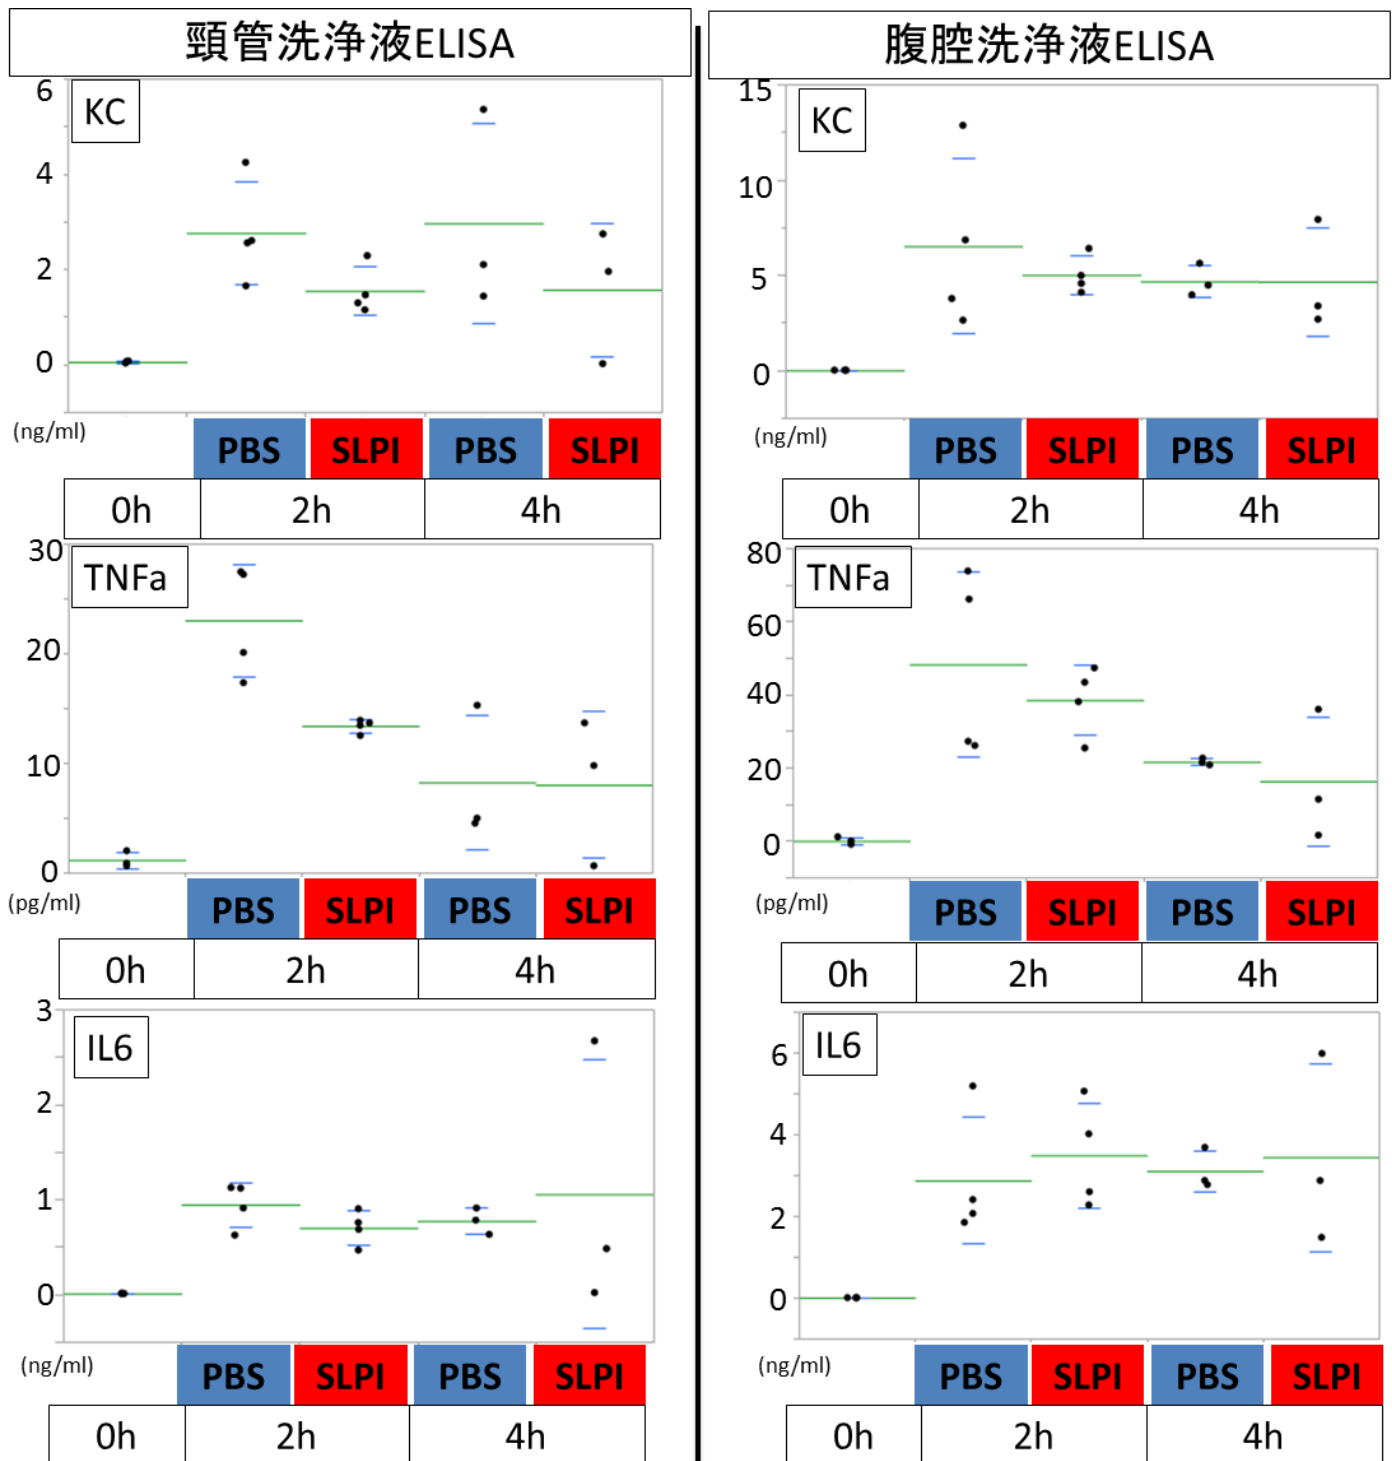 頸管洗浄液ELISA
KC
6
4
2
0
(ng/ml)
PBS SLPI PBS SLPI
0h 2h 4h
TNFa
30
20
10
0
(pg/ml)
PBS SLPI PBS SLPI
0h 2h 4h
IL6
3
2
1
0
(ng/ml)
PBS SLPI PBS SLPI
0h 2h 4h
腹腔洗浄液ELISA
KC
15
10
5
0
(ng/ml)
PBS SLPI PBS SLPI
0h 2h 4h
TNFa
80
60
40
20
0
(pg/ml)
PBS SLPI PBS SLPI
0h 2h 4h
IL6
6
4
2
0
(ng/ml)
PBS SLPI PBS SLPI
0h 2h 4h